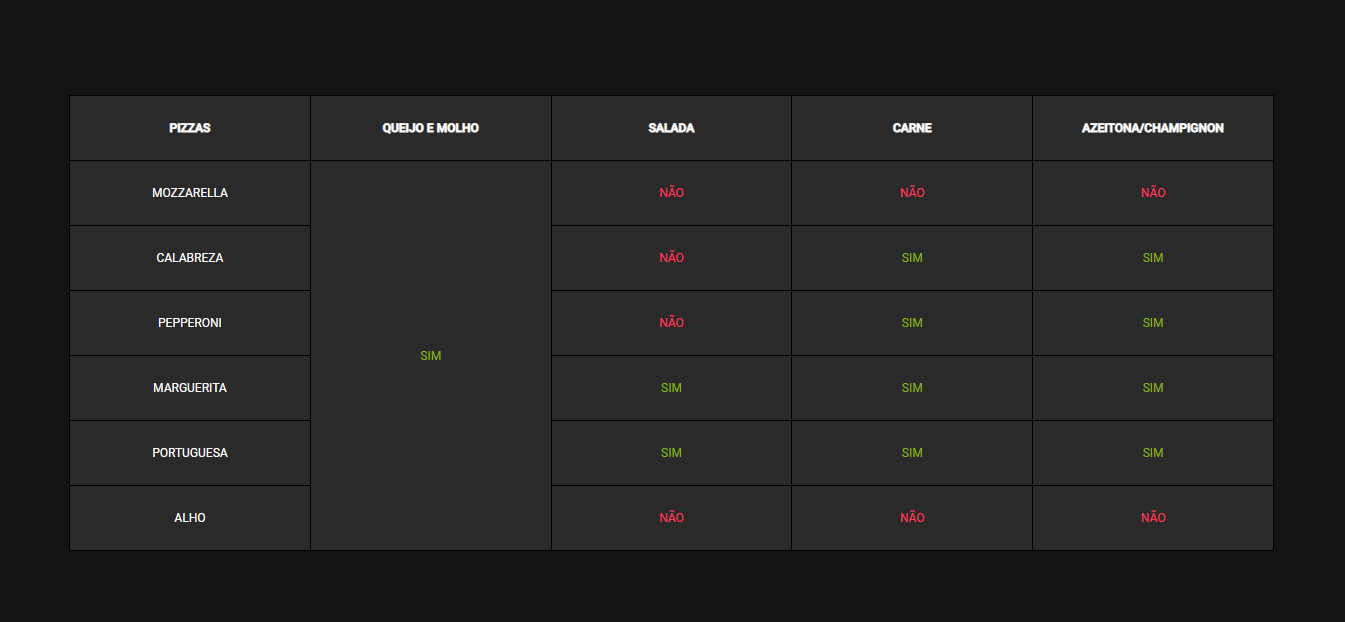 PIZZAS QUEIJO E MOLHO SALADA CARNE AZEITONA/CHAMPIGNON
MOZZARELLA NÃO NÃO NÃO
CALABREZA NÃO SIM SIM
PEPPERONI NÃO SIM SIM
SIM
MARGUERITA SIM SIM SIM
PORTUGUESA SIM SIM SIM
ALHO NÃO NÃO NÃO